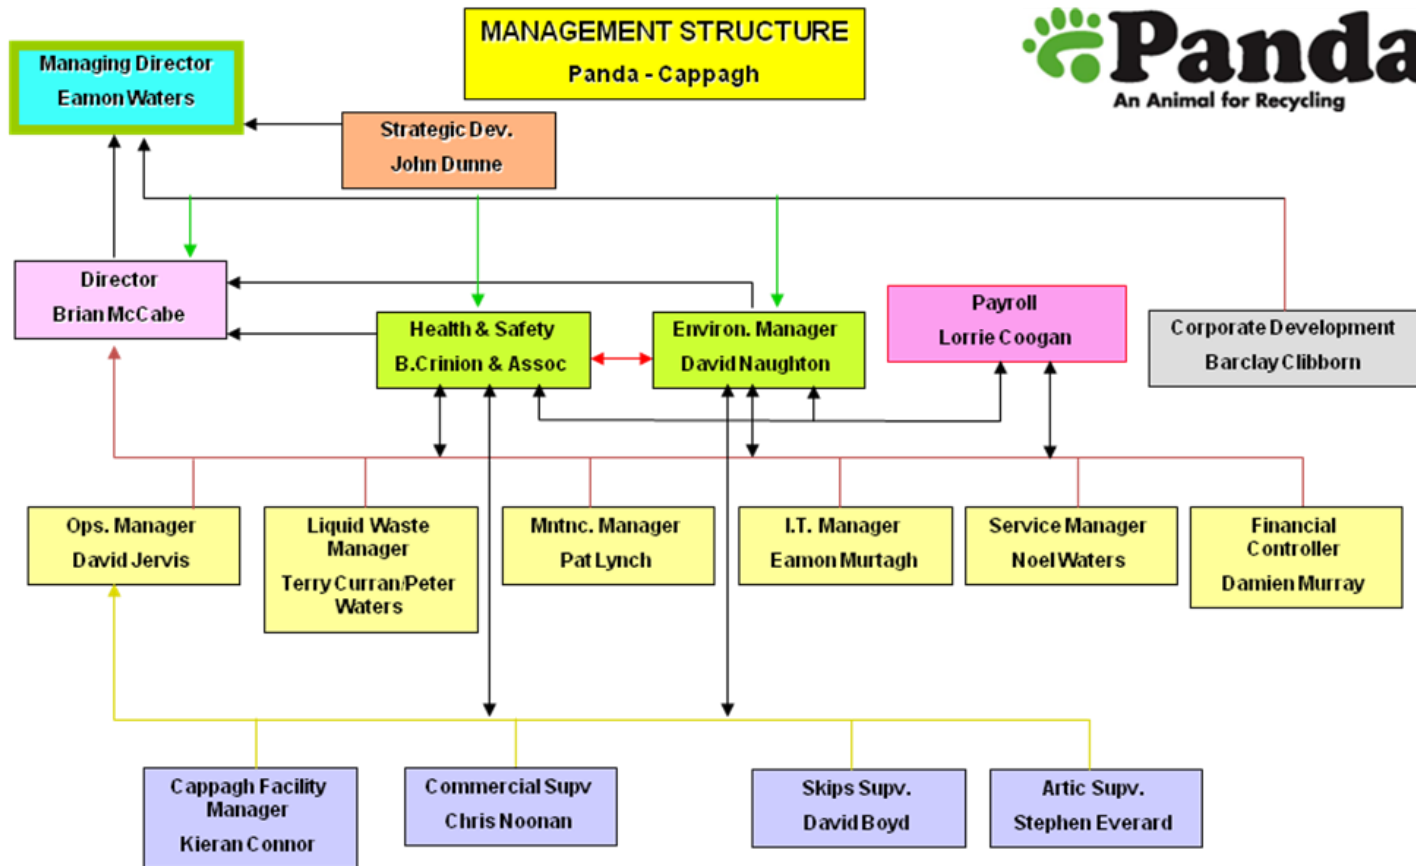 MANAGEMENT STRUCTURE
Panda - Cappagh
Panda
An Animal for Recycling
Managing Director
Eamon Waters
Strategic Dev.
John Dunne
Director
Brian McCabe
Health & Safety
B.Crinion & Assoc
Environ. Manager
David Naughton
Payroll
Lorrie Coogan
Corporate Development
Barclay Clibborn
Ops. Manager
David Jervis
Liquid Waste
Manager
Terry Curran/Peter
Waters
Mntnc. Manager
Pat Lynch
I.T. Manager
Eamon Murtagh
Service Manager
Noel Waters
Financial
Controller
Damien Murray
Cappagh Facility
Manager
Kieran Connor
Commercial Supv
Chris Noonan
Skips Supv.
David Boyd
Artic Supv.
Stephen Everard